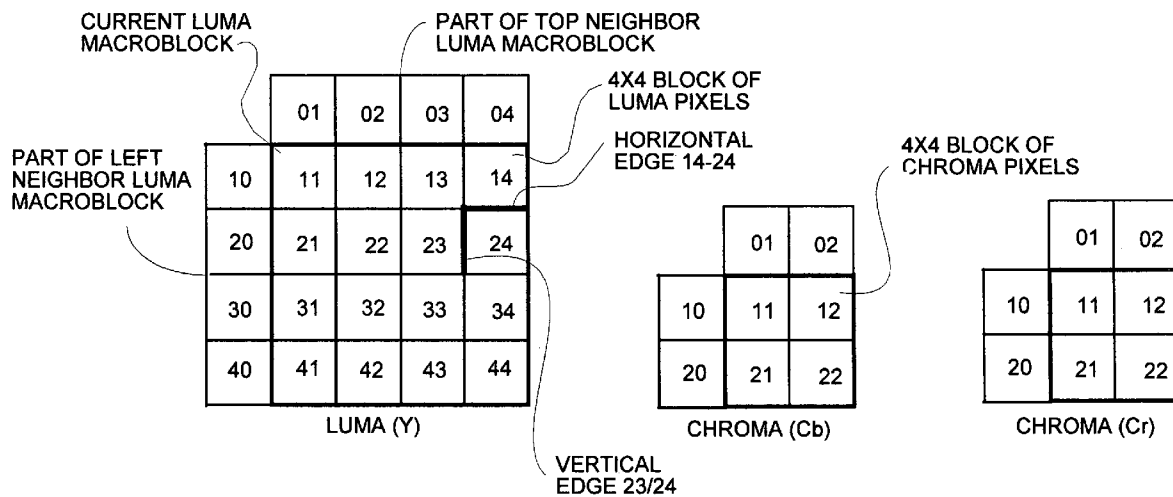 CURRENT LUMA
MACROBLOCK
PART OF TOP NEIGHBOR
LUMA MACROBLOCK
4X4 BLOCK OF
LUMA PIXELS
HORIZONTAL
EDGE 14-24
PART OF LEFT
NEIGHBOR LUMA
MACROBLOCK
01 02 03 04
10 11 12 13 14
20 21 22 23 24
30 31 32 33 34
40 41 42 43 44
LUMA (Y)
VERTICAL
EDGE 23/24
4X4 BLOCK OF
CHROMA PIXELS
01 02
10 11 12
20 21 22
CHROMA (Cb)
01 02
10 11 12
20 21 22
CHROMA (Cr)